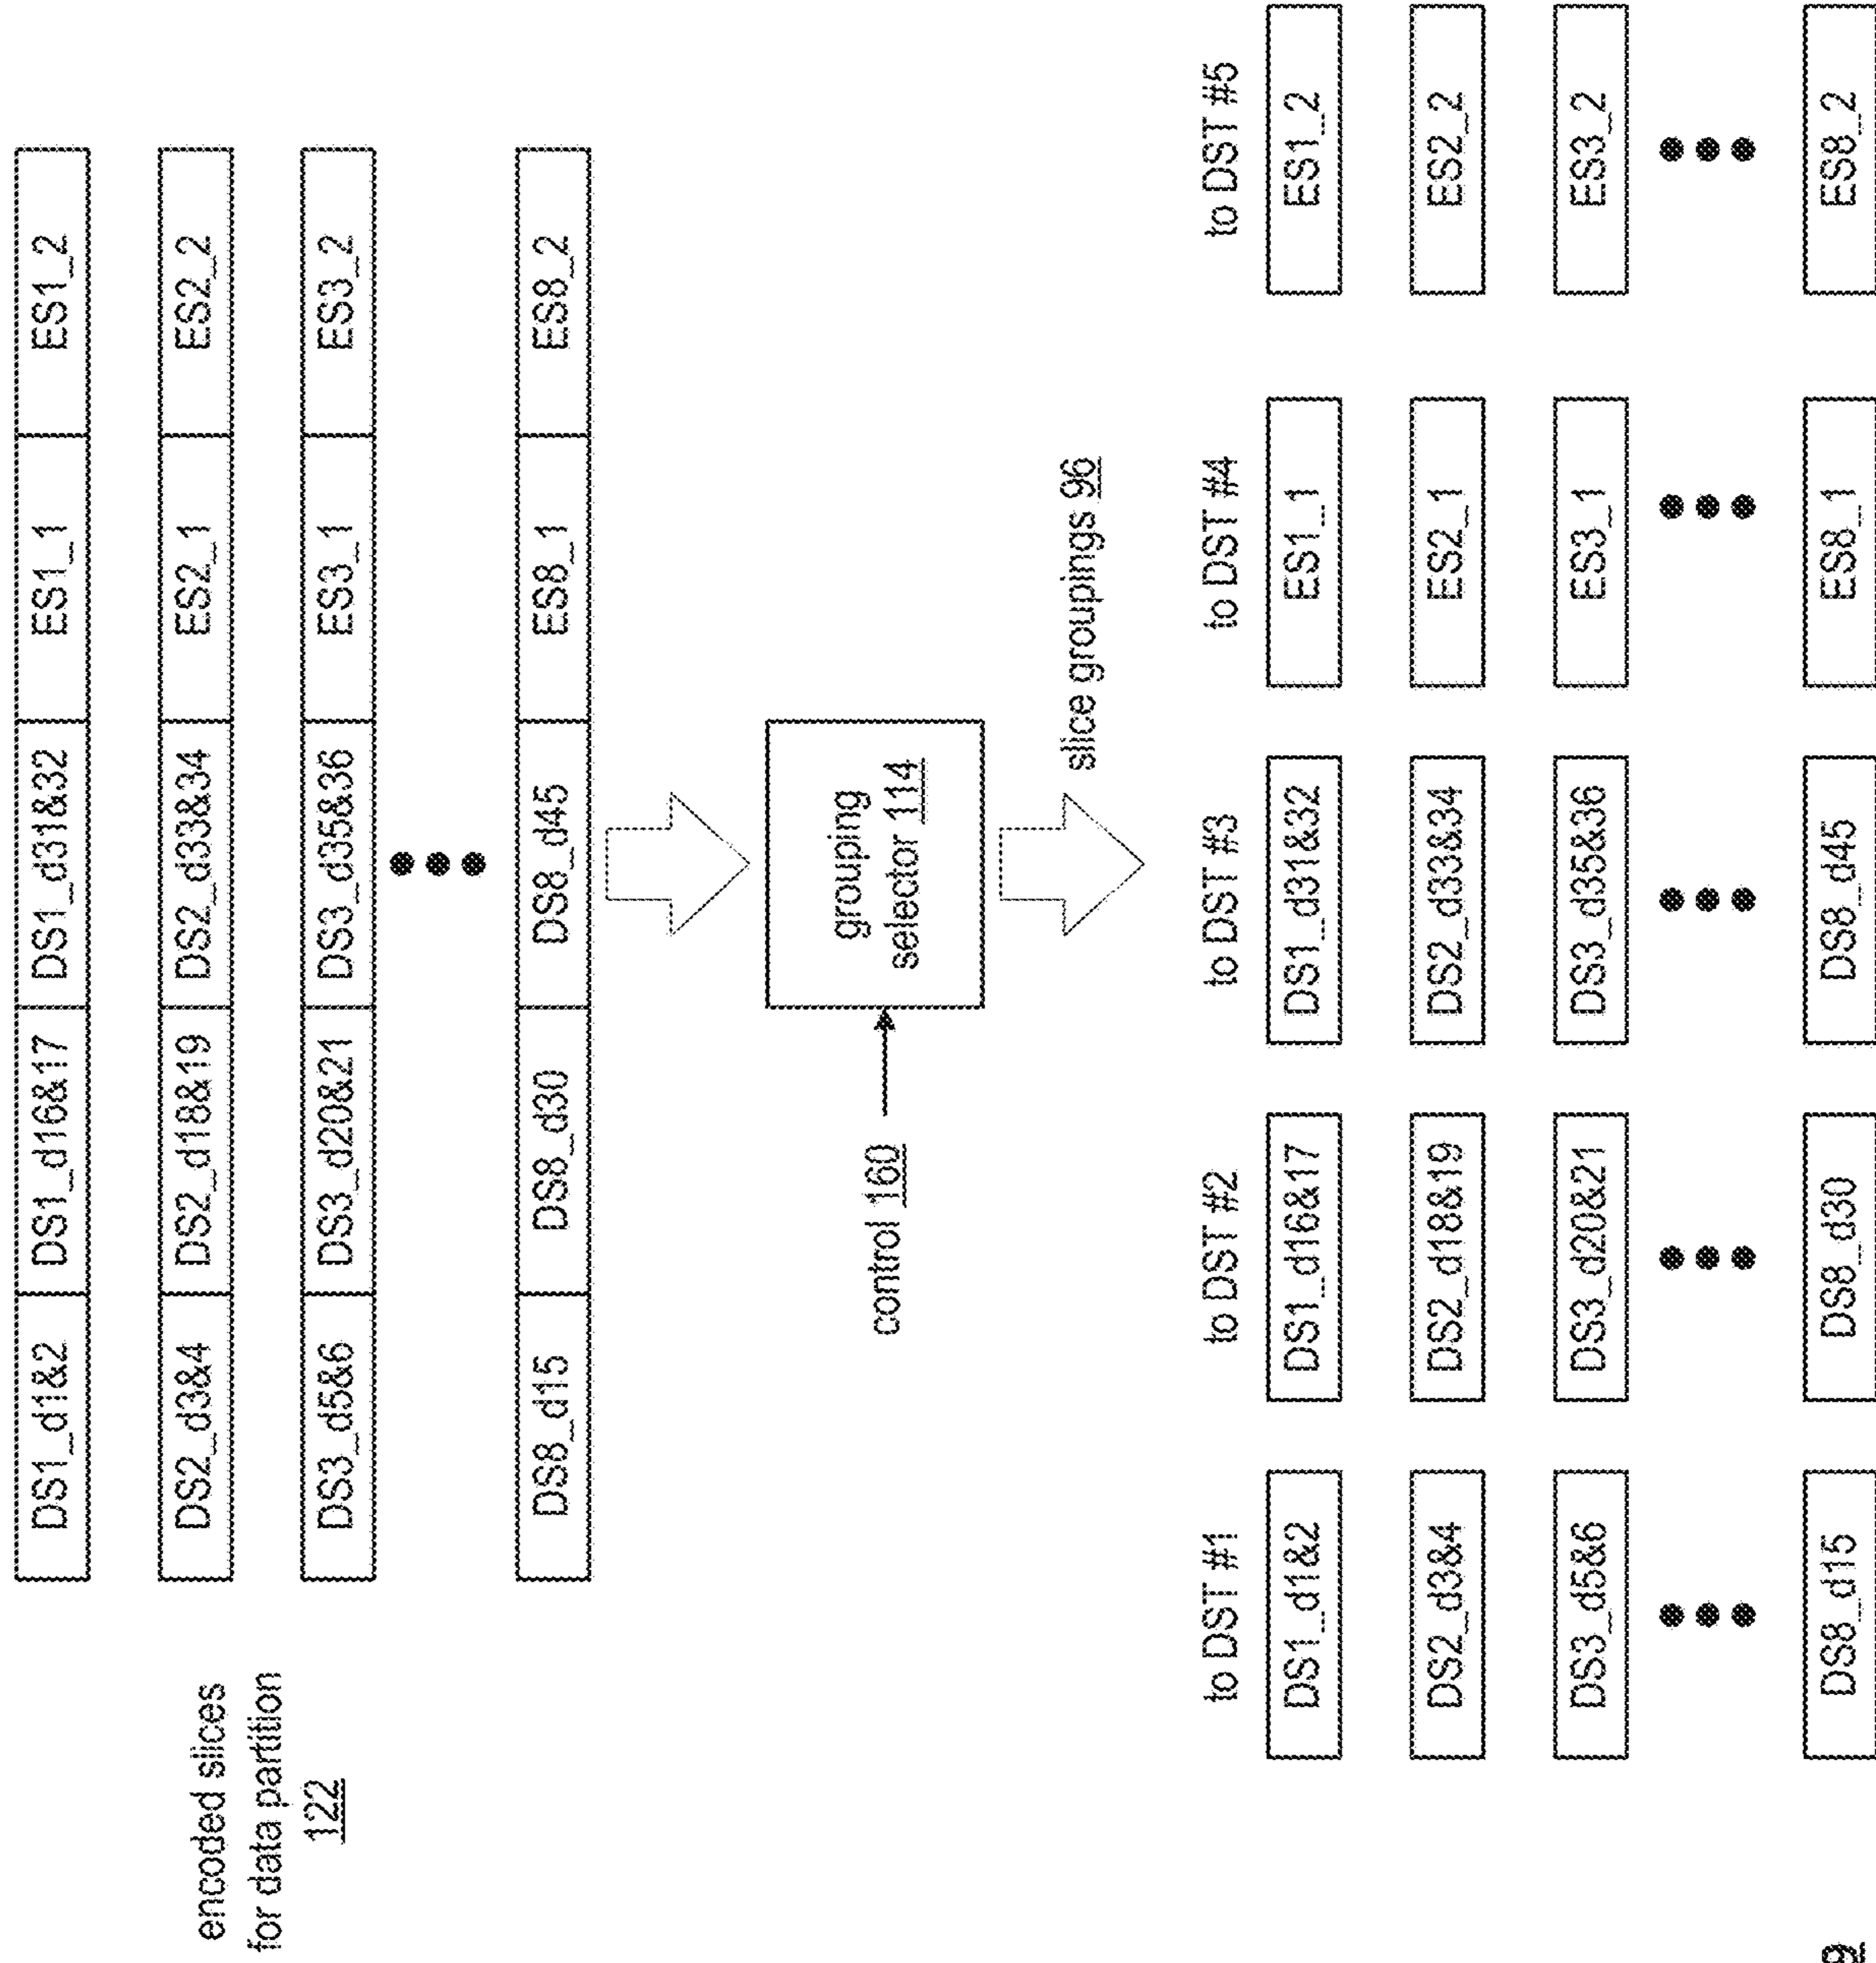 encoded slices
for data partition
122
DS1_d1&2 DS1_d16&17 DS1_d31&32 ES1_1 ES1_2
DS2_d3&4 DS2_d18&19 DS2_d33&34 ES2_1 ES2_2
DS3_d5&6 DS3_d20&21 DS3_d35&36 ES3_1 ES3_2
DS8_d15 DS8_d30 DS8_d45 ES8_1 ES8_2
control 160
grouping
selector 114
slice groupings 96
to DST #1 to DST #2 to DST #3 to DST #4 to DST #5
DS1_d1&2 DS1_d16&17 DS1_d31&32 ES1_1 ES1_2
DS2_d3&4 DS2_d18&19 DS2_d33&34 ES2_1 ES2_2
DS3_d5&6 DS3_d20&21 DS3_d35&36 ES3_1 ES3_2
DS8_d15 DS8_d30 DS8_d45 ES8_1 ES8_2